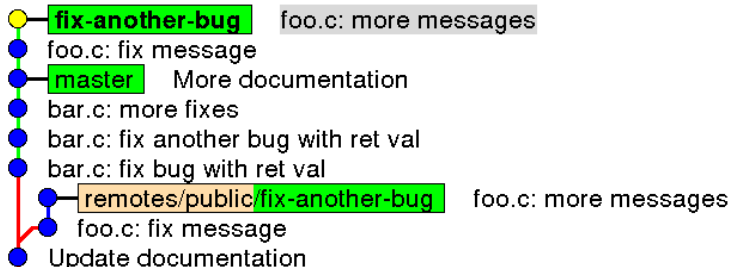 fix-another-bug foo.c: more messages
foo.c: fix message
master More documentation
bar.c: more fixes
bar.c: fix another bug with ret val
bar.c: fix bug with ret val
remotes/public/fix-another-bug foo.c: more messages
foo.c: fix message
Update documentation